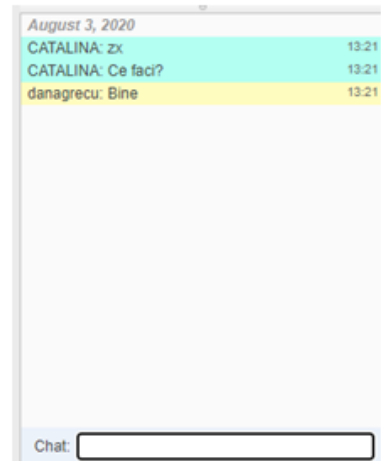 August 3, 2020
CATALINA: zx 13:21
CATALINA: Ce faci? 13:21
danagrecu: Bine 13:21
Chat: